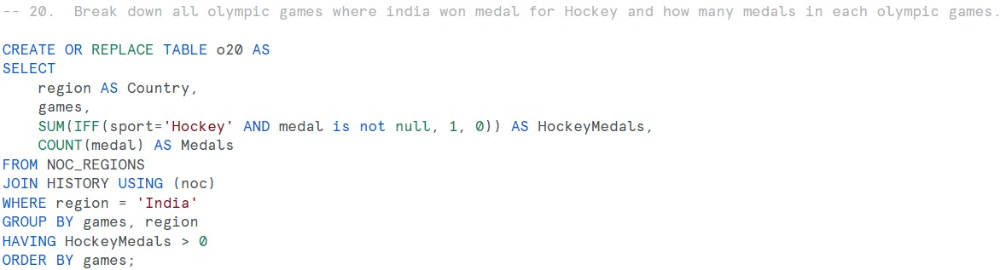 -- 20.  Break down all olympic games where india won medal for Hockey and how many medals in each olympic games.
CREATE OR REPLACE TABLE o20 AS
SELECT
    region AS Country,
    games,
    SUM(IFF(sport='Hockey' AND medal is not null, 1, 0)) AS HockeyMedals,
    COUNT(medal) AS Medals
FROM NOC_REGIONS
JOIN HISTORY USING (noc)
WHERE region = 'India'
GROUP BY games, region
HAVING HockeyMedals > 0
ORDER BY games;